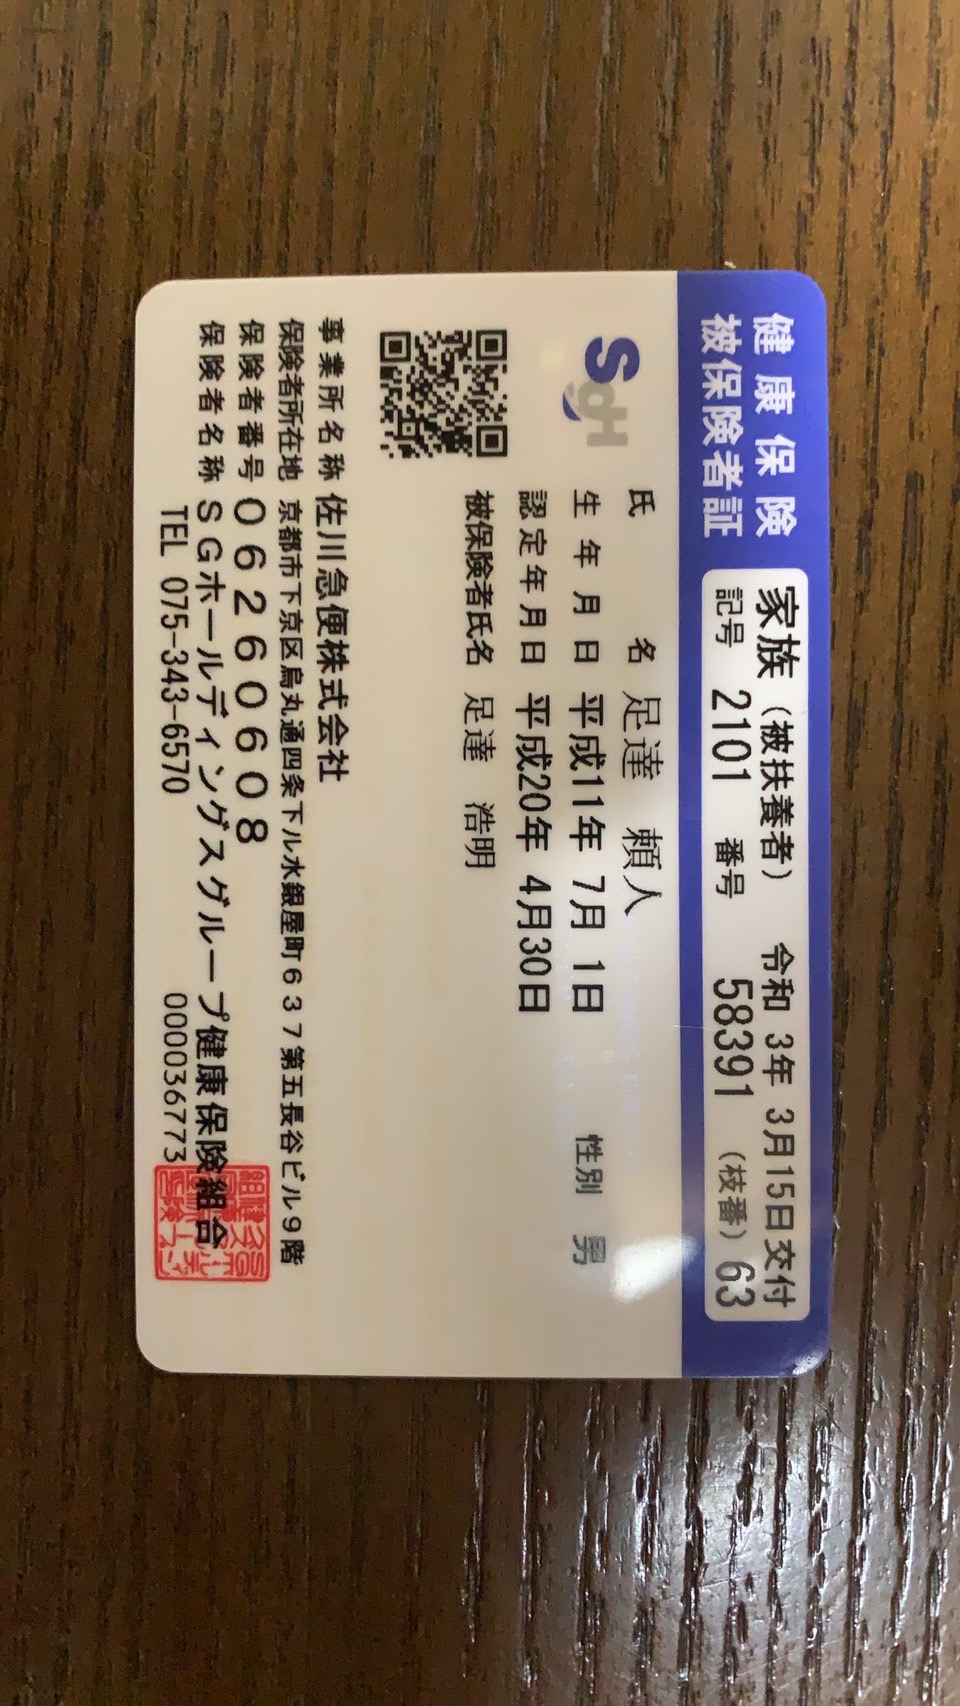 健康保険
被保険者証
家族（被扶養者） 令和 3年 3月15日交付
記号 2101 番号 58391 （枝番）63
SgH
氏 名 足達 頼人
生年月日 平成11年 7月 1日 性別 男
認定年月日 平成20年 4月30日
被保険者氏名 足達 浩明
事業所名称 佐川急便株式会社
保険者所在地 京都市下京区烏丸通四条下ル水銀屋町637第五長谷ビル9階
保険者番号 06260608
保険者名称 SGホールディングスグループ健康保険組合
TEL 075-343-6570 000036773